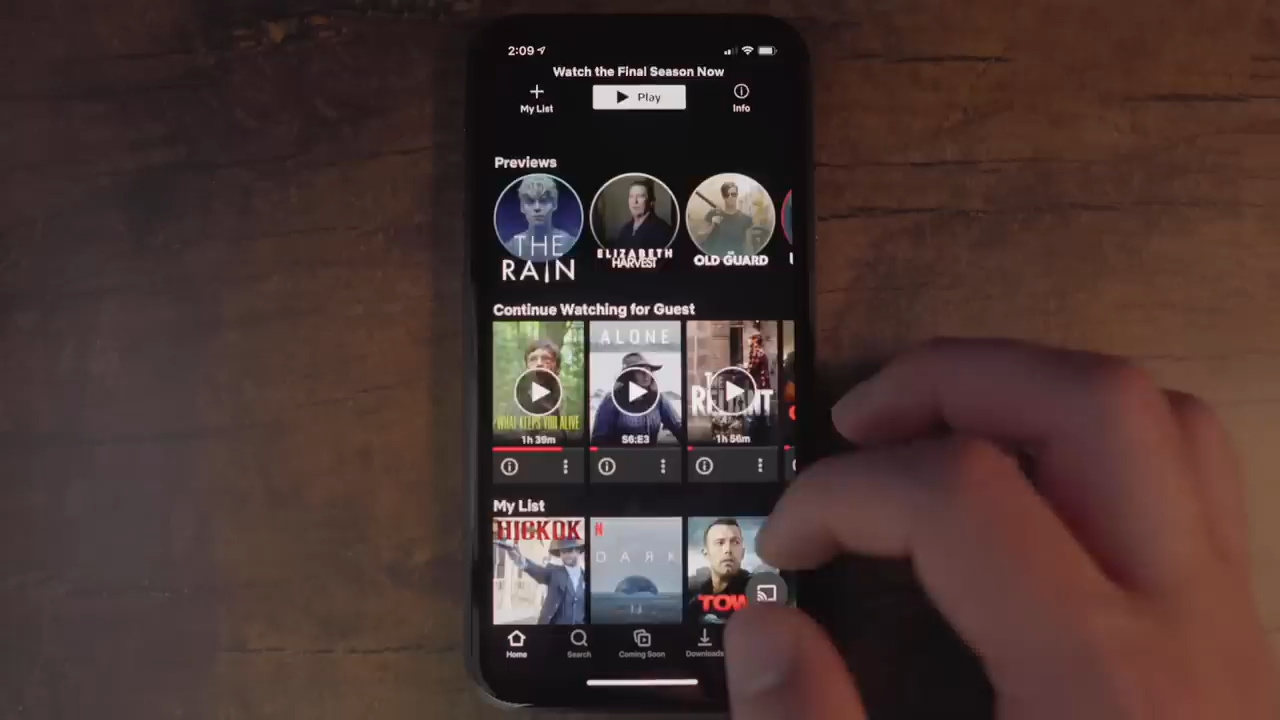 2:09
Watch the Final Season Now
My List
Play
Info
Previews
THE
RAIN
ELIZABETH
HARVEST
OLD GUARD
Continue Watching for Guest
WHAT KEEPS YOU ALIVE
ALONE
1h 39m
S6:E3
1h 56m
My List
HICKOK
N
DARK
TOW
Home
Search
Coming Soon
Downloads